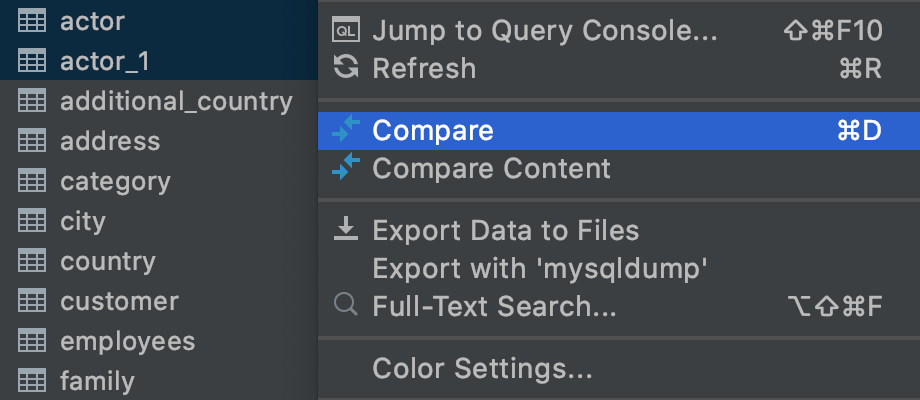 actor
actor_1
additional_country
address
category
city
country
customer
employees
family
QL Jump to Query Console... ⇧⌘F10
Refresh ⌘R
Compare ⌘D
Compare Content
Export Data to Files
Export with 'mysqldump'
Full-Text Search... ⌥⇧⌘F
Color Settings...